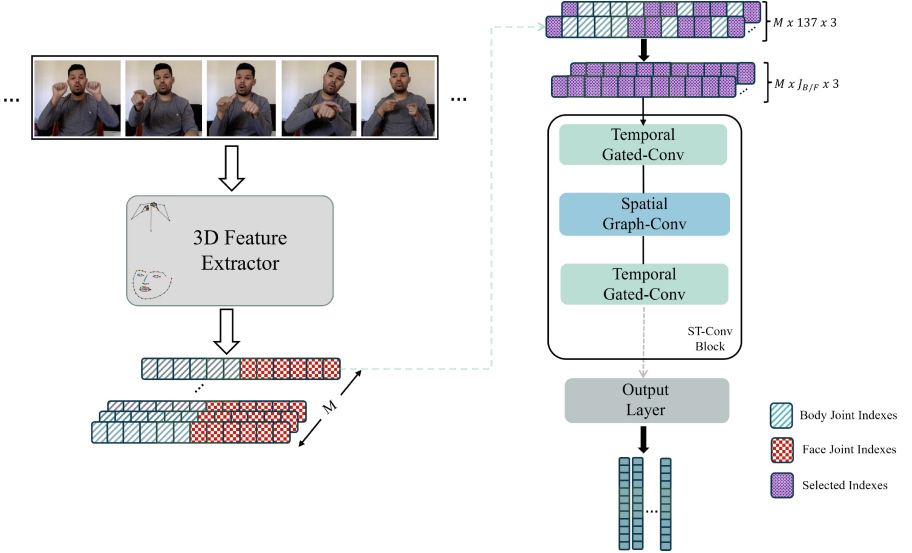 ...
...
3D Feature
Extractor
...
M
M x 137 x 3
...
M x J_{B/F} x 3
...
Temporal
Gated-Conv
Spatial
Graph-Conv
Temporal
Gated-Conv
ST-Conv
Block
Output
Layer
...
Body Joint Indexes
Face Joint Indexes
Selected Indexes